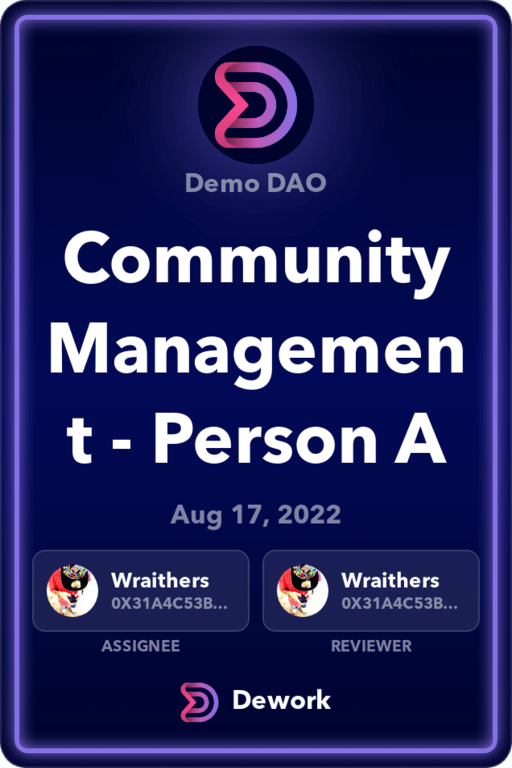 Demo DAO
Community
Managemen
t - Person A
Aug 17, 2022
Wraithers
0X31A4C53B...
ASSIGNEE
Wraithers
0X31A4C53B...
REVIEWER
Dework